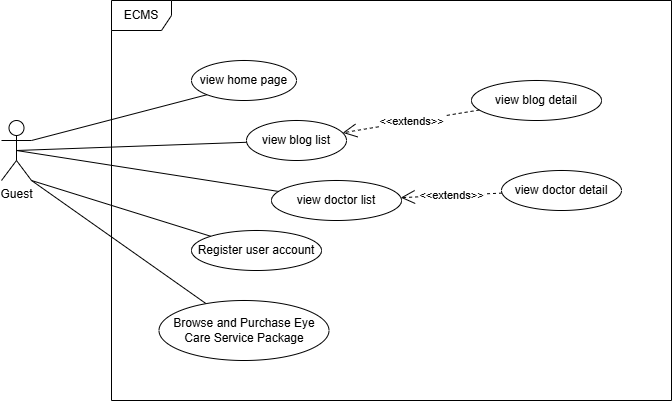 ECMS
view home page
view blog detail
<<extends>>
view blog list
view doctor detail
<<extends>>
view doctor list
Guest
Register user account
Browse and Purchase Eye
Care Service Package